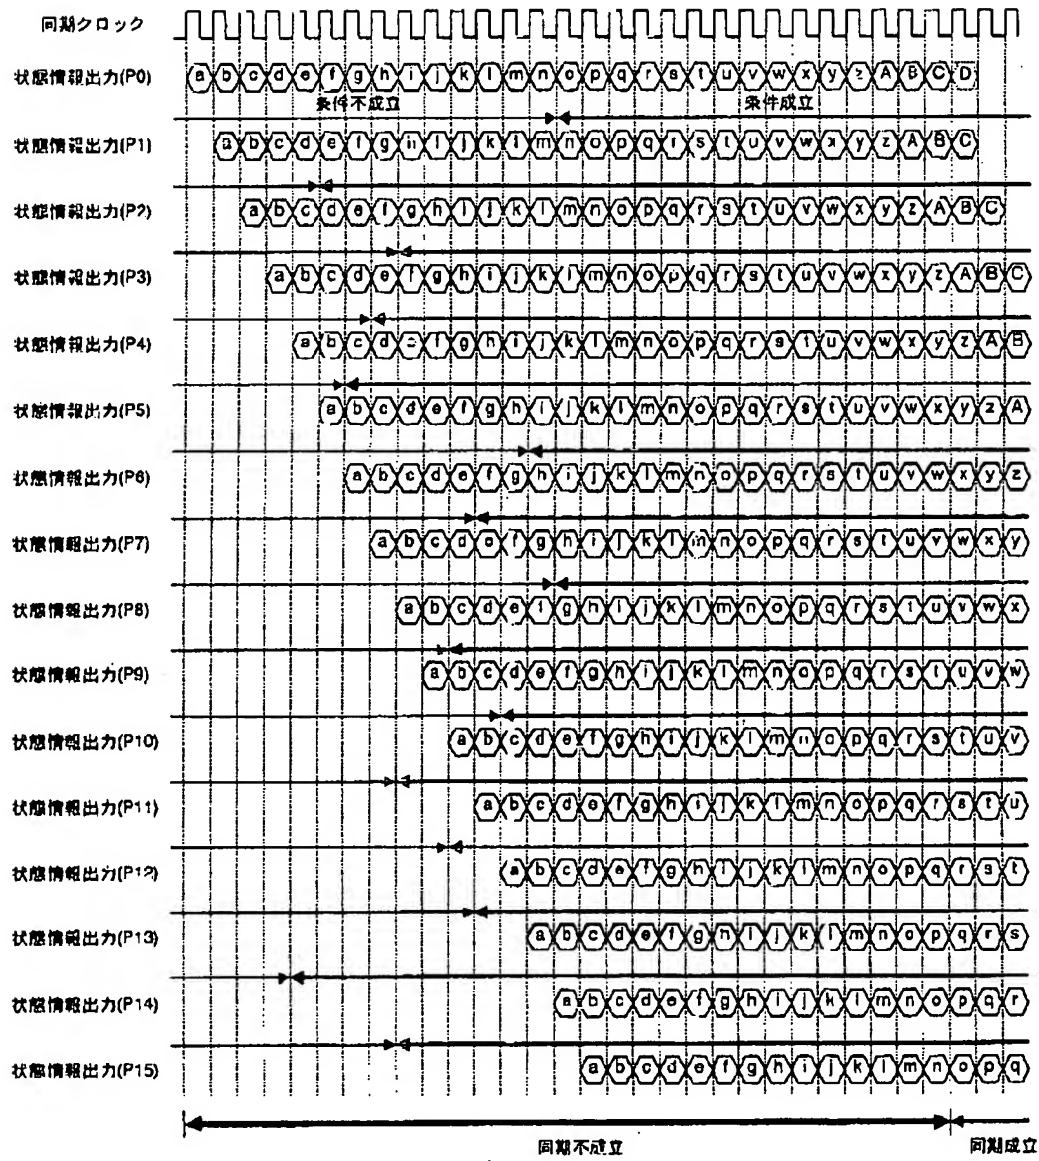 同期クロック
状態情報出力(P0) a b c d e f g h i j k l m n o p q r s t u v w x y z A B C D
条件不成立 条件成立
状態情報出力(P1) a b c d e f g h i j k l m n o p q r s t u v w x y z A B C
状態情報出力(P2) a b c d e f g h i j k l m n o p q r s t u v w x y z A B C
状態情報出力(P3) a b c d e f g h i j k l m n o p q r s t u v w x y z A B C
状態情報出力(P4) a b c d e f g h i j k l m n o p q r s t u v w x y z A B
状態情報出力(P5) a b c d e f g h i j k l m n o p q r s t u v w x y z A
状態情報出力(P6) a b c d e f g h i j k l m n o p q r s t u v w x y z
状態情報出力(P7) a b c d e f g h i j k l m n o p q r s t u v w x y
状態情報出力(P8) a b c d e f g h i j k l m n o p q r s t u v w x
状態情報出力(P9) a b c d e f g h i j k l m n o p q r s t u v w
状態情報出力(P10) a b c d e f g h i j k l m n o p q r s t u v
状態情報出力(P11) a b c d e f g h i j k l m n o p q r s t u
状態情報出力(P12) a b c d e f g h i j k l m n o p q r s t
状態情報出力(P13) a b c d e f g h i j k l m n o p q r s
状態情報出力(P14) a b c d e f g h i j k l m n o p q r
状態情報出力(P15) a b c d e f g h i j k l m n o p q
同期不成立 同期成立